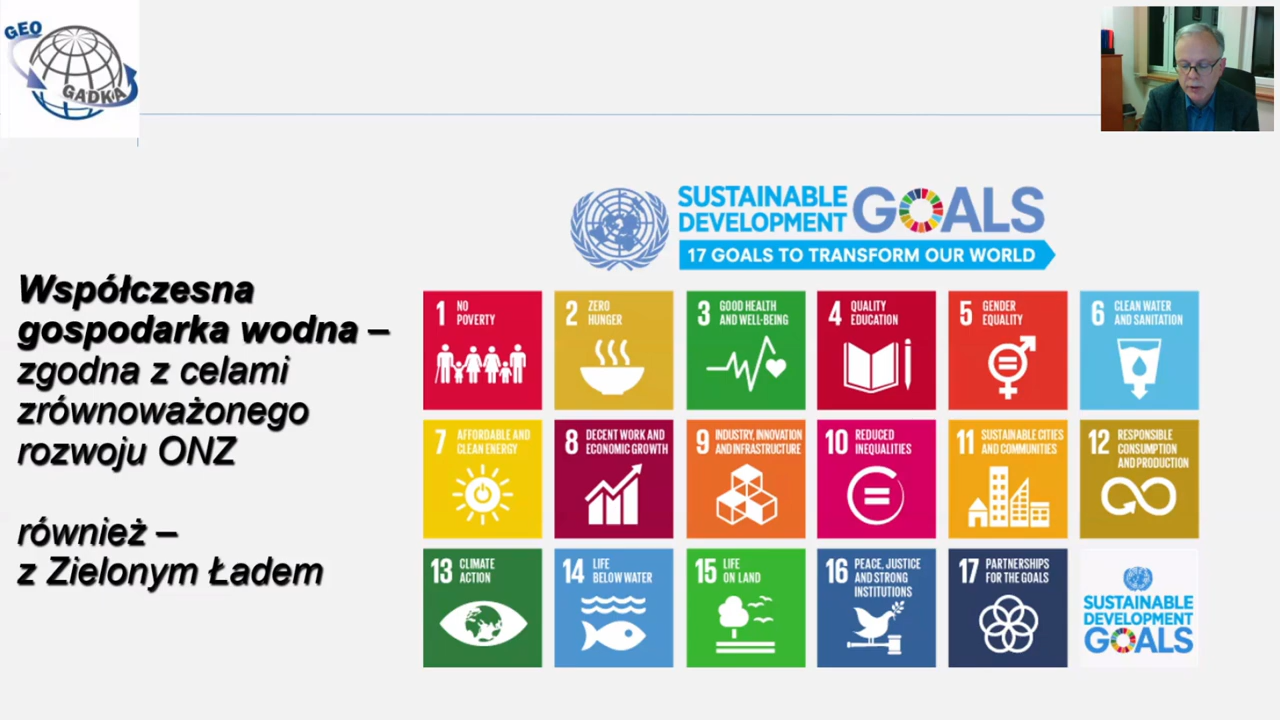 GEO
GADKA
SUSTAINABLE
DEVELOPMENT
GOALS
17 GOALS TO TRANSFORM OUR WORLD
Współczesna
gospodarka wodna –
zgodna z celami
zrównoważonego
rozwoju ONZ
również –
z Zielonym Ładem
1 NO
POVERTY
2 ZERO
HUNGER
3 GOOD HEALTH
AND WELL-BEING
4 QUALITY
EDUCATION
5 GENDER
EQUALITY
6 CLEAN WATER
AND SANITATION
7 AFFORDABLE AND
CLEAN ENERGY
8 DECENT WORK AND
ECONOMIC GROWTH
9 INDUSTRY, INNOVATION
AND INFRASTRUCTURE
10 REDUCED
INEQUALITIES
11 SUSTAINABLE CITIES
AND COMMUNITIES
12 RESPONSIBLE
CONSUMPTION
AND PRODUCTION
13 CLIMATE
ACTION
14 LIFE
BELOW WATER
15 LIFE
ON LAND
16 PEACE, JUSTICE
AND STRONG
INSTITUTIONS
17 PARTNERSHIPS
FOR THE GOALS
SUSTAINABLE
DEVELOPMENT
GOALS